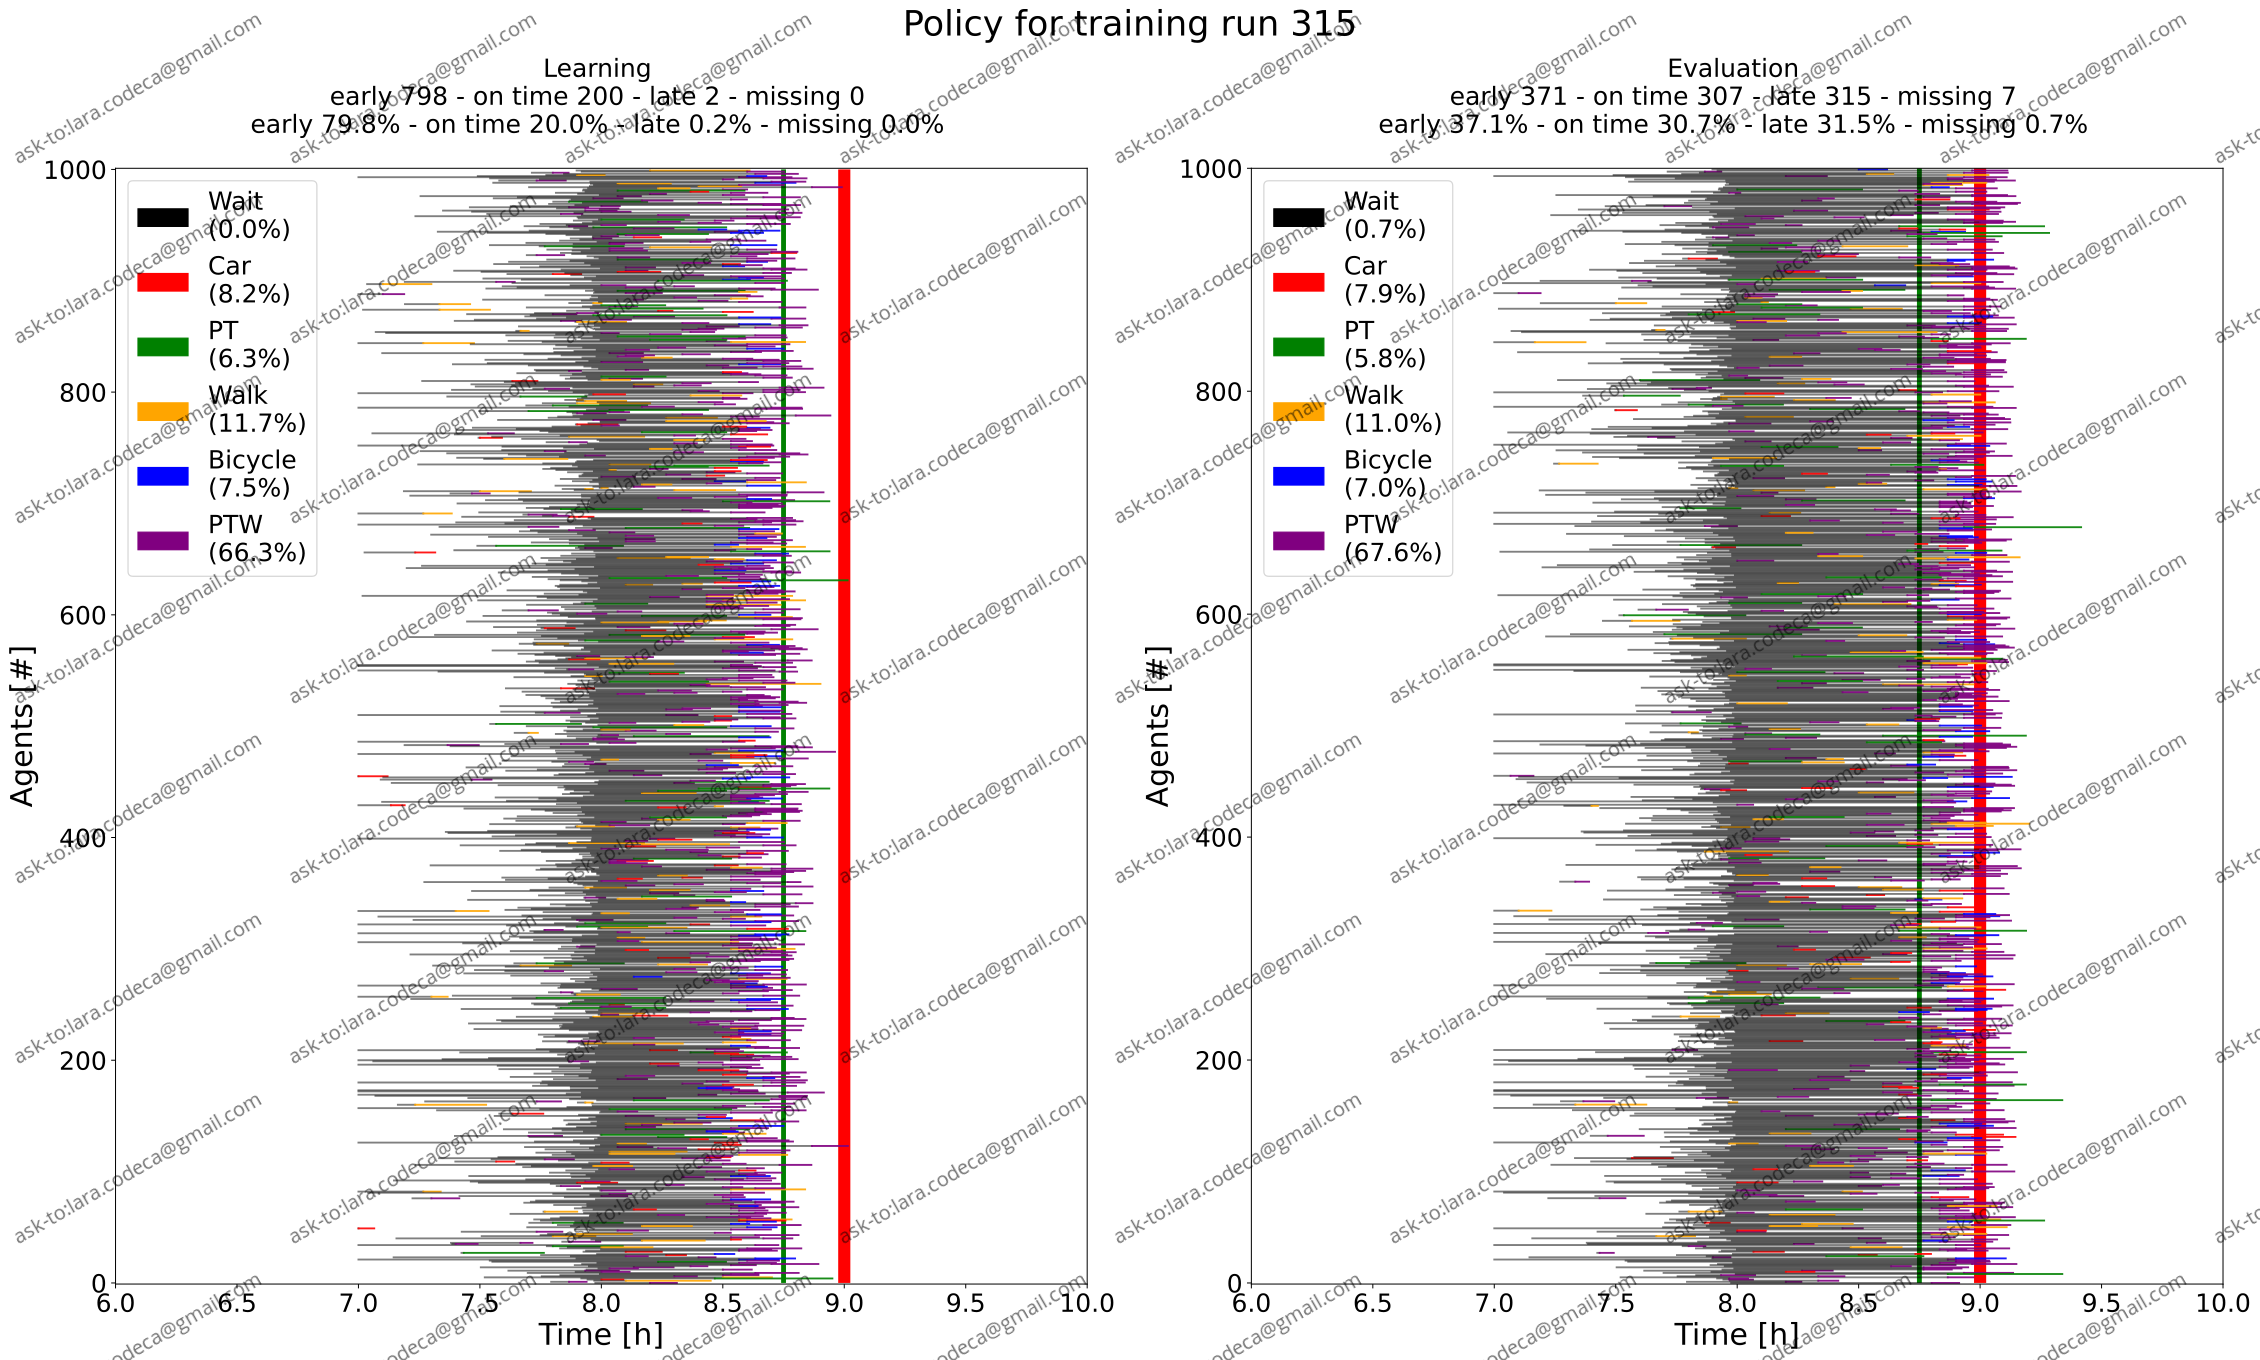 Policy for training run 315
Learning
early 798 - on time 200 - late 2 - missing 0
early 79.8% - on time 20.0% - late 0.2% - missing 0.0%
Agents [#]
1000
800
600
400
200
0
Wait
(0.0%)
Car
(8.2%)
PT
(6.3%)
Walk
(11.7%)
Bicycle
(7.5%)
PTW
(66.3%)
6.0 6.5 7.0 7.5 8.0 8.5 9.0 9.5 10.0
Time [h]
Evaluation
early 371 - on time 307 - late 315 - missing 7
early 37.1% - on time 30.7% - late 31.5% - missing 0.7%
Agents [#]
1000
800
600
400
200
0
Wait
(0.7%)
Car
(7.9%)
PT
(5.8%)
Walk
(11.0%)
Bicycle
(7.0%)
PTW
(67.6%)
6.0 6.5 7.0 7.5 8.0 8.5 9.0 9.5 10.0
Time [h]
ask-to:lara.codeca@gmail.com